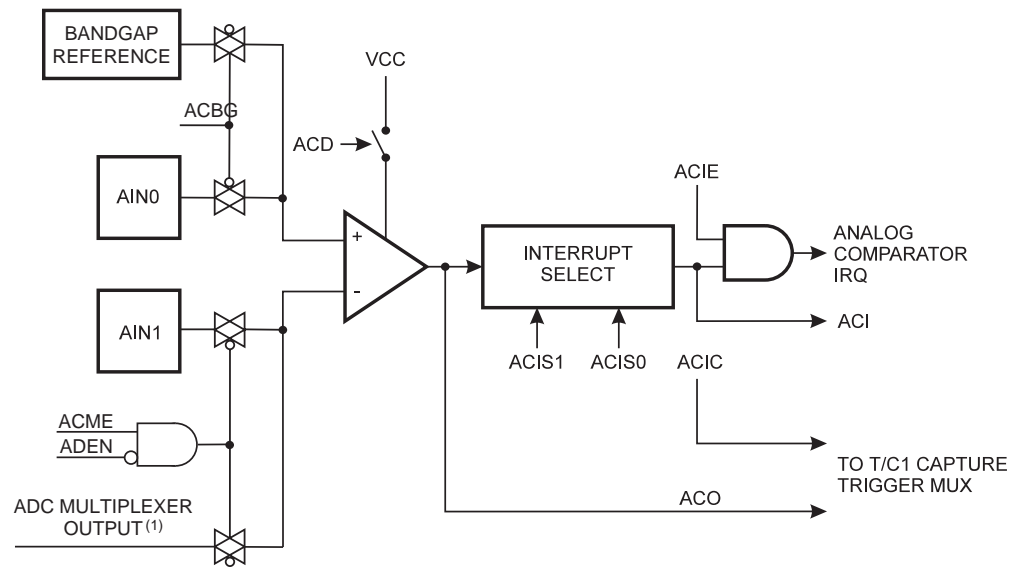 BANDGAP
REFERENCE
VCC
ACBG
ACD
AIN0
ACIE
+
INTERRUPT
SELECT
ANALOG
COMPARATOR
IRQ
-
AIN1
ACI
ACIS1
ACIS0
ACIC
ACME
ADEN
TO T/C1 CAPTURE
TRIGGER MUX
ACO
ADC MULTIPLEXER
OUTPUT (1)